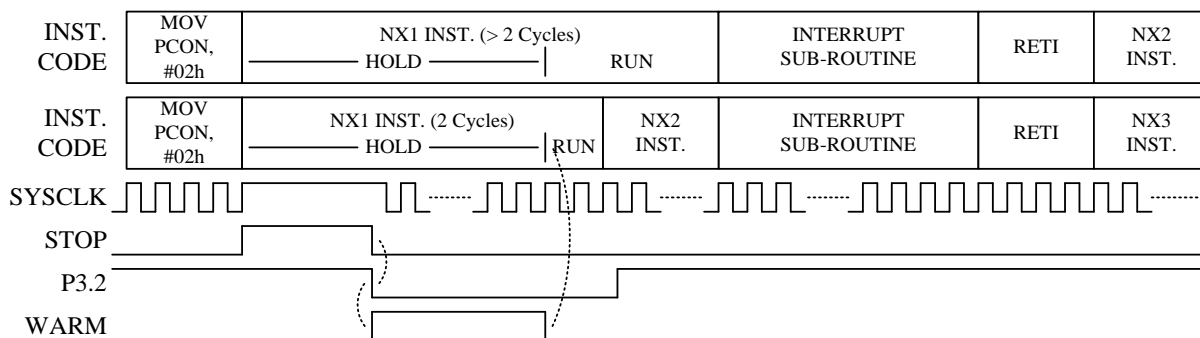 INST. CODE
MOV PCON, #02h
NX1 INST. (> 2 Cycles)
HOLD
RUN
INTERRUPT SUB-ROUTINE
RETI
NX2 INST.
INST. CODE
MOV PCON, #02h
NX1 INST. (2 Cycles)
HOLD
RUN
NX2 INST.
INTERRUPT SUB-ROUTINE
RETI
NX3 INST.
SYSCLK
STOP
P3.2
WARM